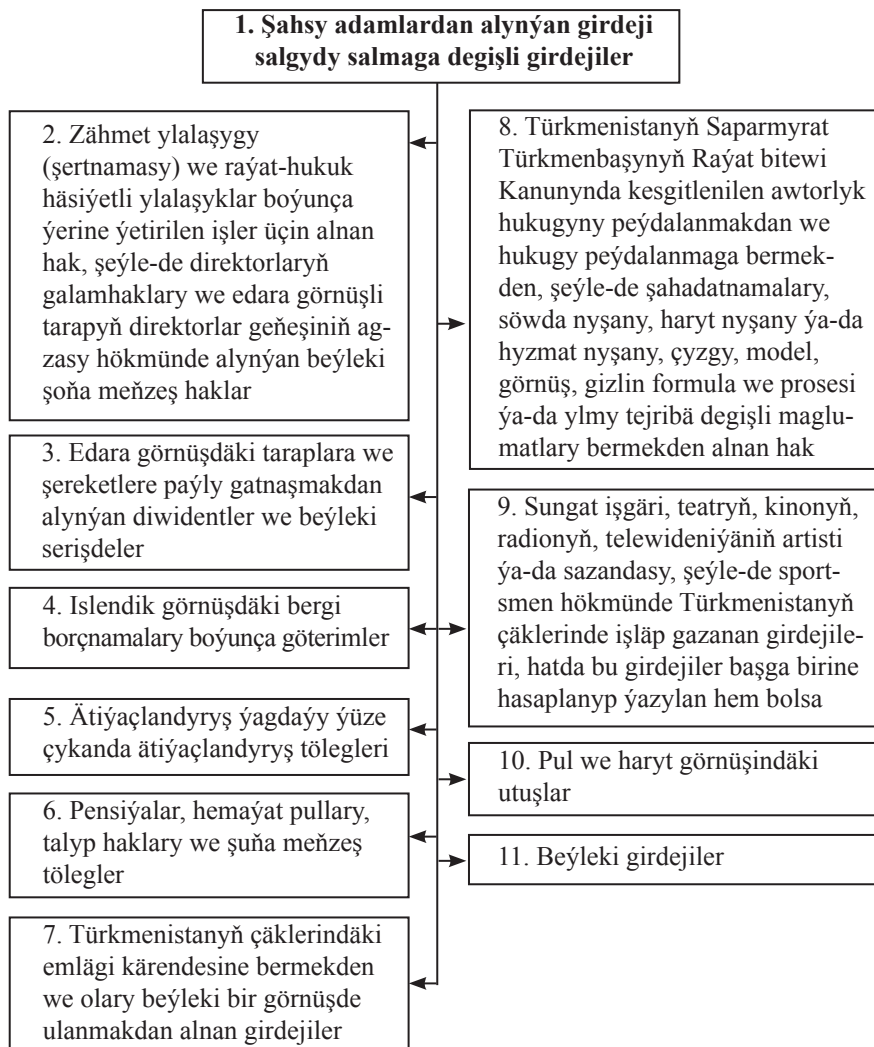 1. Şahsy adamlardan alynýan girdeji
salgydy salmaga degişli girdejiler
2. Zähmet ylalaşygy
(şertnamasy) we raýat-hukuk
häsiýetli ylalaşyklar boýunça
ýerine ýetirilen işler üçin alnan
hak, şeýle-de direktorlaryň
galamhaklary we edara görnüşli
tarapyň direktorlar geňeşiniň ag-
zasy hökmünde alynýan beýleki
şoňa meňzeş haklar
3. Edara görnüşdäki taraplara we
şereketlere paýly gatnaşmakdan
alynýan diwidentler we beýleki
serişdeler
4. Islendik görnüşdäki bergi
borçnamalary boýunça göterimler
5. Ätiýaçlandyryş ýagdaýy ýüze
çykanda ätiýaçlandyryş tölegleri
6. Pensiýalar, hemaýat pullary,
talyp haklary we şuňa meňzeş
tölegler
7. Türkmenistanyň çäklerindäki
emlägi kärendesine bermekden
we olary beýleki bir görnüşde
ulanmakdan alnan girdejiler
8. Türkmenistanyň Saparmyrat
Türkmenbaşynyň Raýat bitewi
Kanunynda kesgitlenilen awtorlyk
hukugyny peýdalanmakdan we
hukugy peýdalanmaga bermek-
den, şeýle-de şahadatnamalary,
söwda nyşany, haryt nyşany ýa-da
hyzmat nyşany, çyzgy, model,
görnüş, gizlin formula we prosesi
ýa-da ylmy tejribä degişli maglu-
matlary bermekden alnan hak
9. Sungat işgäri, teatryň, kinonyň,
radionyň, telewideniýäniň artisti
ýa-da sazandasy, şeýle-de sport-
smen hökmünde Türkmenistanyň
çäklerinde işläp gazanan girdejile-
ri, hatda bu girdejiler başga birine
hasaplanyp ýazylan hem bolsa
10. Pul we haryt görnüşindäki
utuşlar
11. Beýleki girdejiler